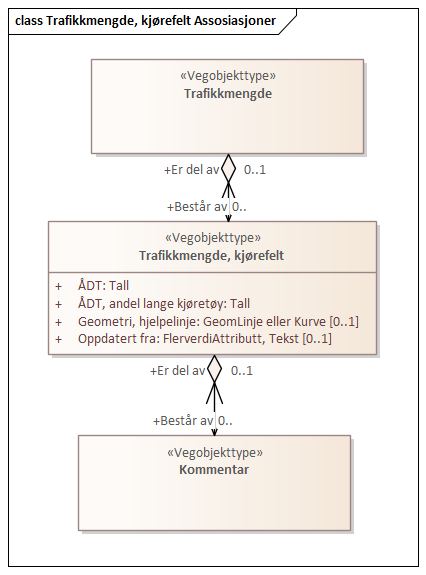 class Trafikkmengde, kjørefelt Assosiasjoner
«Vegobjekttype»
Trafikkmengde
+Er del av 0..1
+Består av 0..
«Vegobjekttype»
Trafikkmengde, kjørefelt
+ ÅDT: Tall
+ ÅDT, andel lange kjøretøy: Tall
+ Geometri, hjelpelinje: GeomLinje eller Kurve [0..1]
+ Oppdatert fra: FlerverdiAttributt, Tekst [0..1]
+Er del av 0..1
+Består av 0..
«Vegobjekttype»
Kommentar